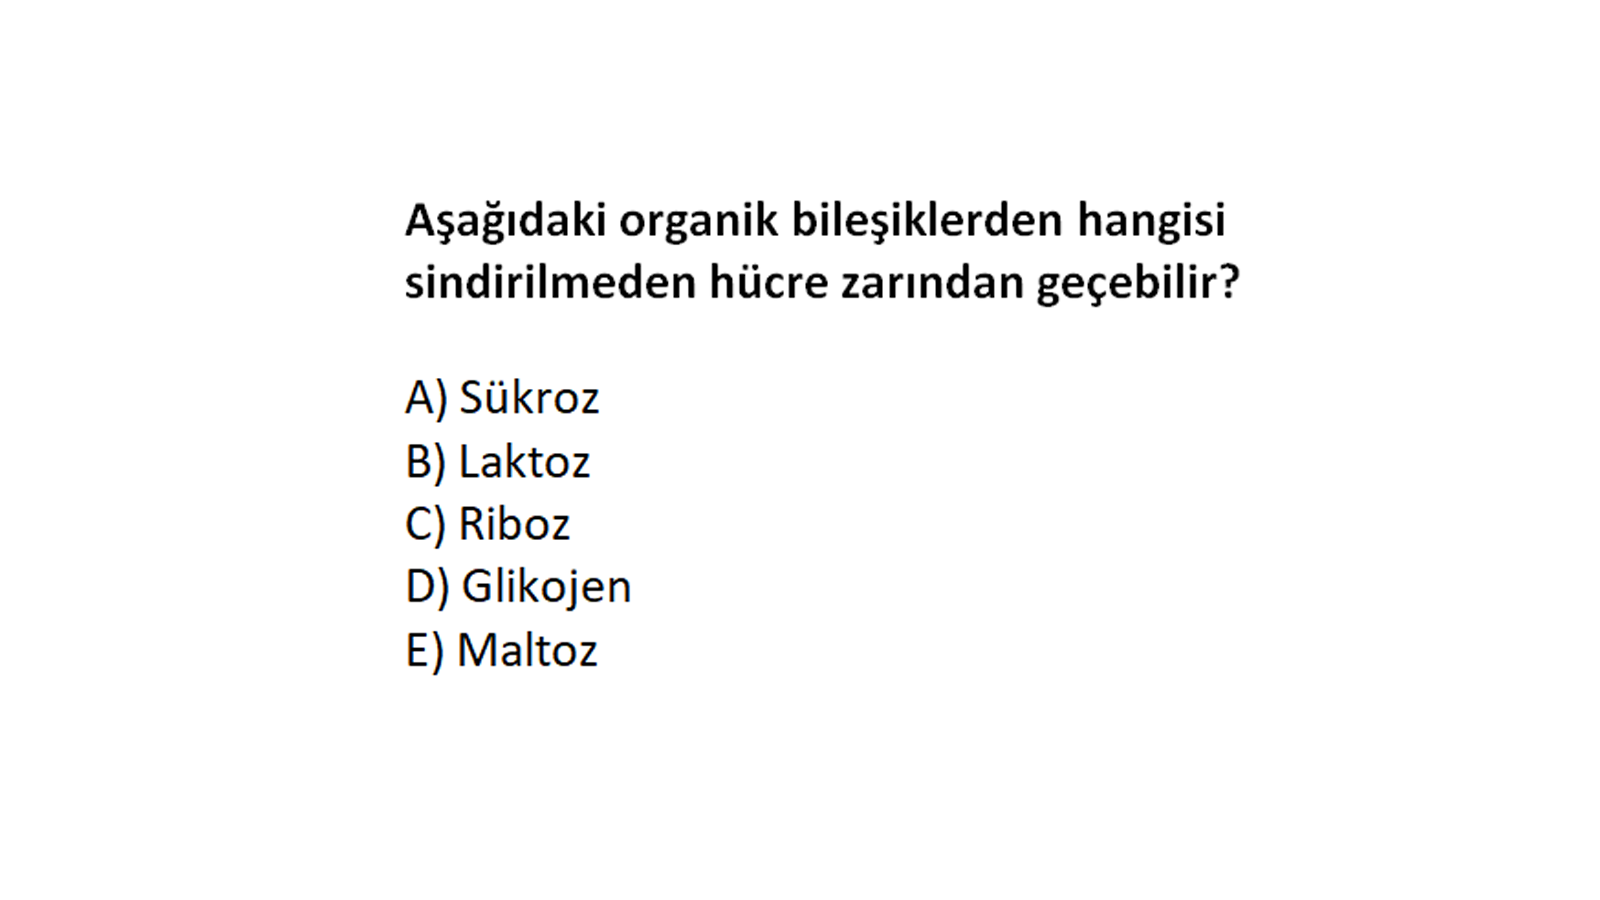 Aşağıdaki organik bileşiklerden hangisi
sindirilmeden hücre zarından geçebilir?
A) Sükroz
B) Laktoz
C) Riboz
D) Glikojen
E) Maltoz